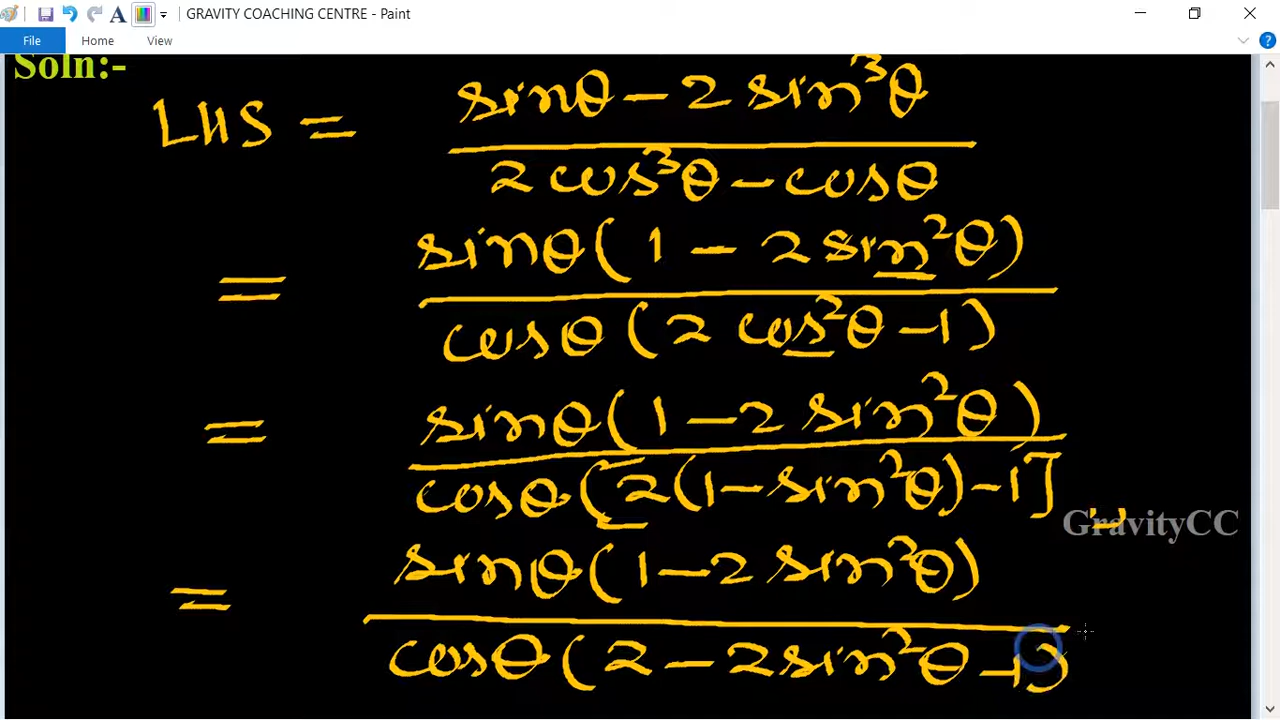 GRAVITY COACHING CENTRE - Paint
File Home View
Soln:-
LHS = sinθ - 2 sin³θ
2 cos³θ - cosθ
= sinθ(1 - 2 sin²θ)
cosθ(2 cos²θ - 1)
= sinθ(1 - 2 sin²θ)
cosθ[2(1 - sin²θ) - 1]
GravityCC
= sinθ(1 - 2 sin²θ)
cosθ(2 - 2sin²θ - 1)